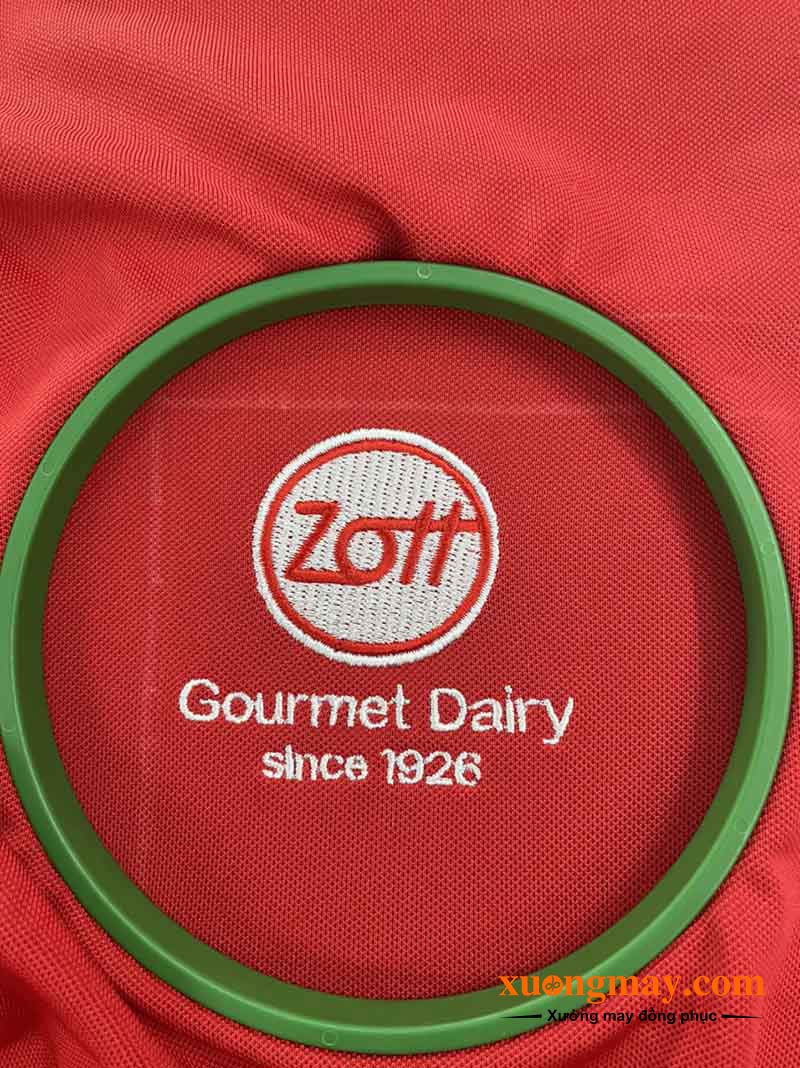 Zott
Gourmet Dairy
since 1926
xuongmay.com
Xưởng may đồng phục